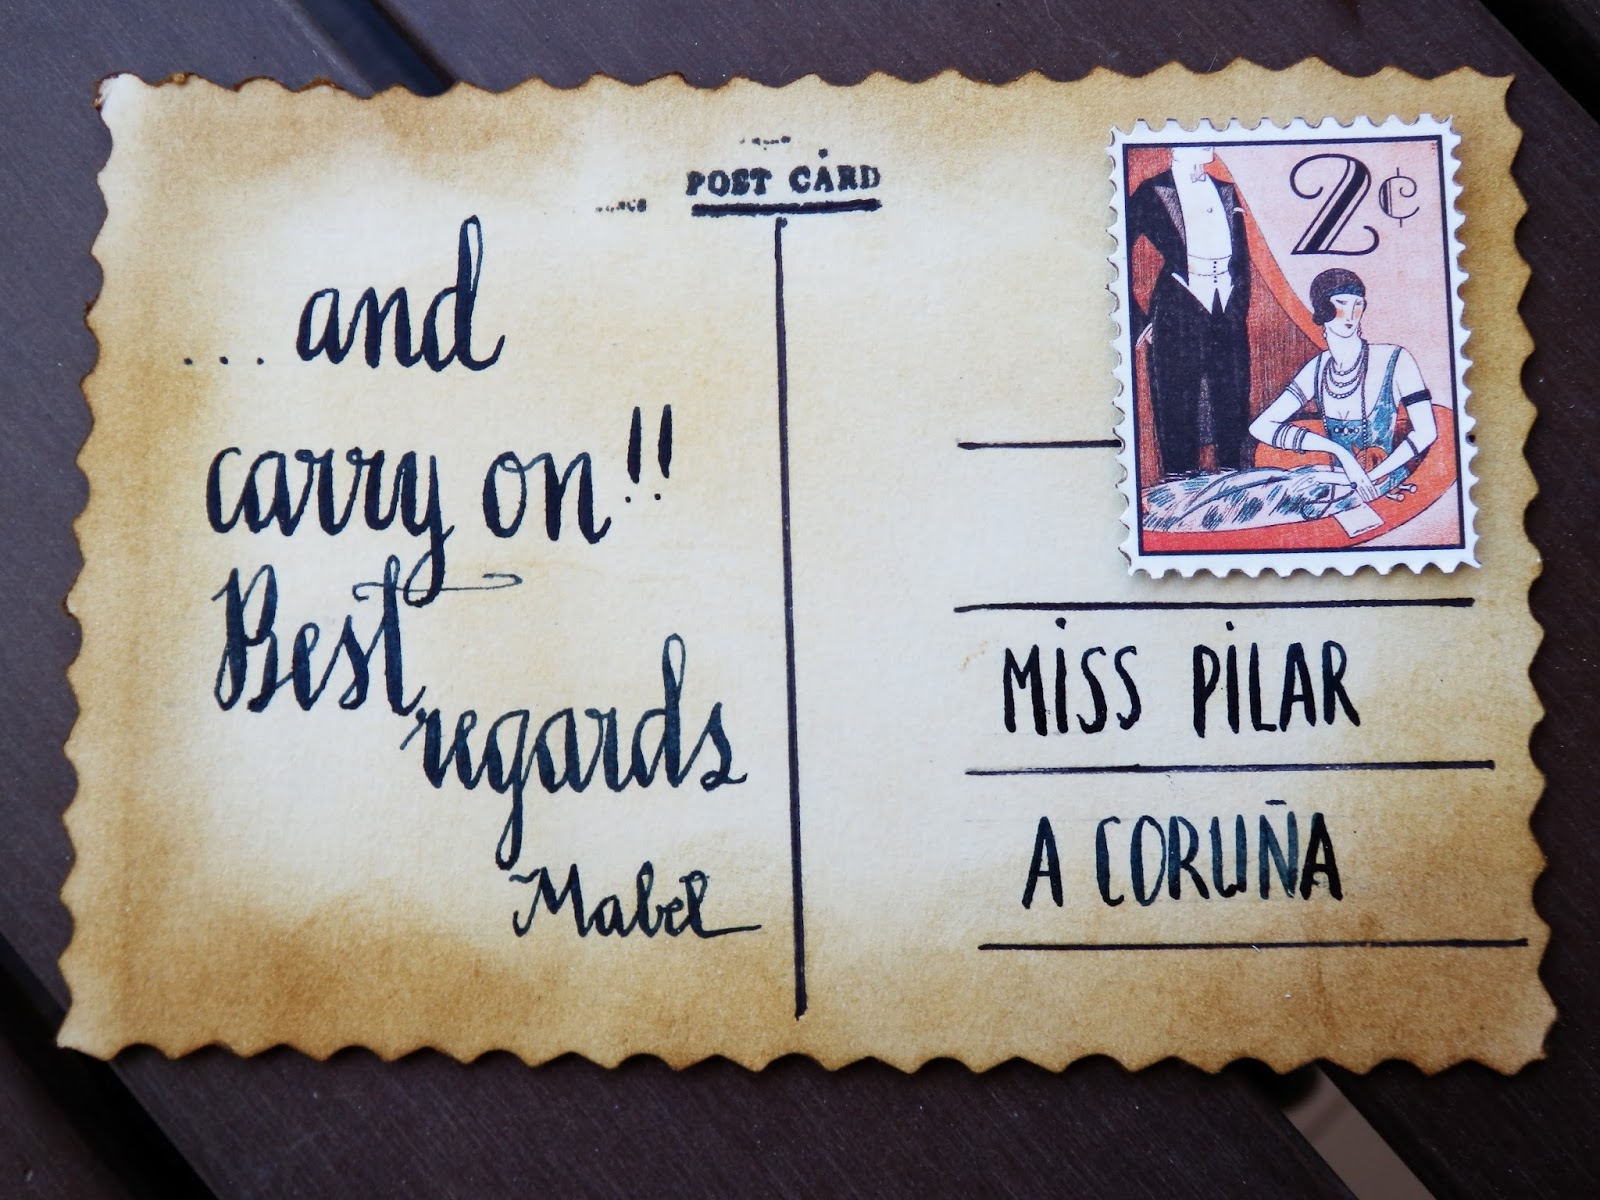 POST CARD
... and
carry on!!
Best
regards
Mabel
2¢
MISS PILAR
A CORUÑA